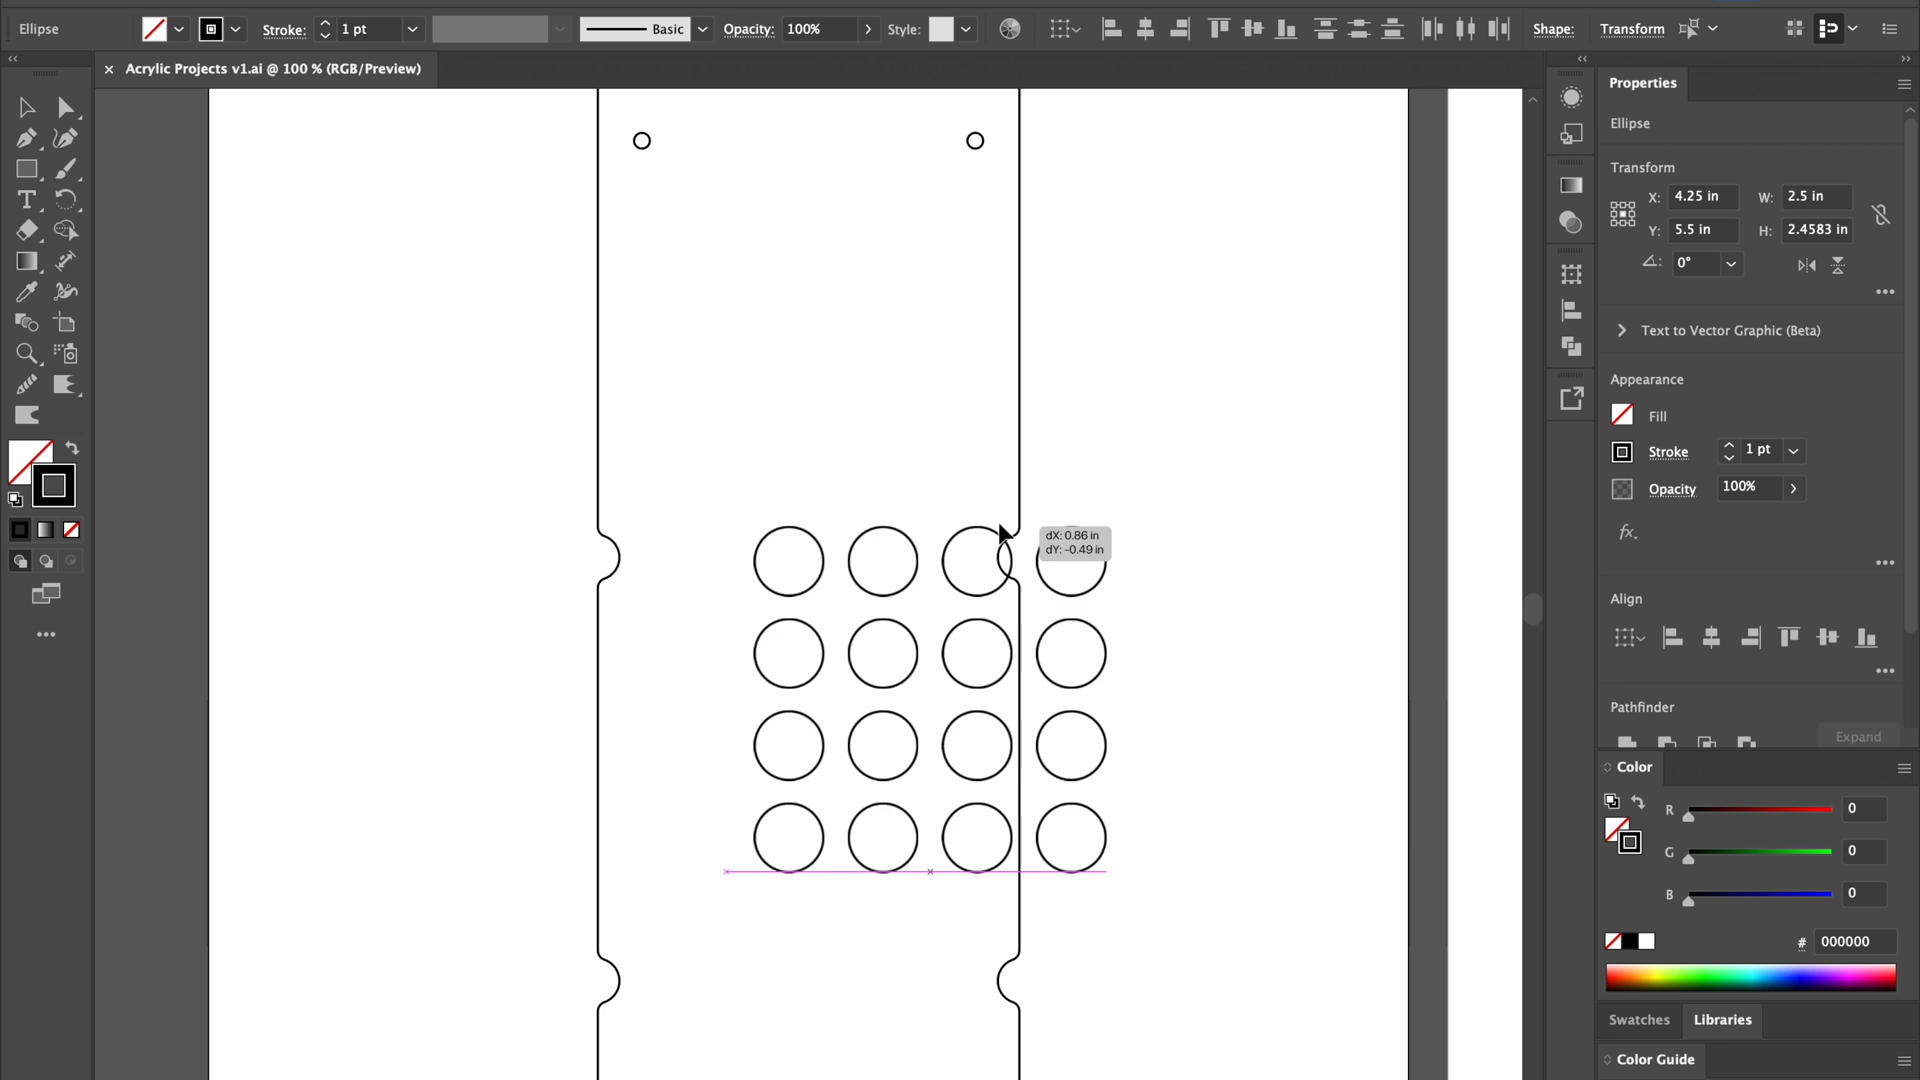 Ellipse
Stroke:
1 pt
Basic
Opacity:
100%
Style:
Shape:
Transform
Acrylic Projects v1.ai @ 100 % (RGB/Preview)
dX: 0.86 in
dY: -0.49 in
Properties
Ellipse
Transform
X: 4.25 in W: 2.5 in
Y: 5.5 in H: 2.4583 in
0°
Text to Vector Graphic (Beta)
Appearance
Fill
Stroke 1 pt
Opacity 100%
fx.
Align
Pathfinder
Expand
Color
R 0
G 0
B 0
# 000000
Swatches Libraries
Color Guide